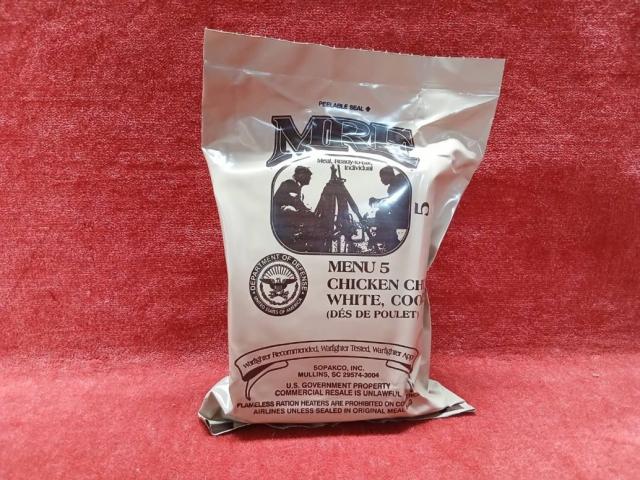 PEELABLE SEAL
MRE
Meal, Ready-to-Eat,
Individual
5
DEPARTMENT OF DEFENSE
UNITED STATES OF AMERICA
MENU 5
CHICKEN CH
WHITE, COO
(DÉS DE POULET)
Warfighter Recommended, Warfighter Tested, Warfighter App
SOPAKCO, INC.
MULLINS, SC 29574-3004
U.S. GOVERNMENT PROPERTY
COMMERCIAL RESALE IS UNLAWFUL
FLAMELESS RATION HEATERS ARE PROHIBITED ON CO
AIRLINES UNLESS SEALED IN ORIGINAL MEAL